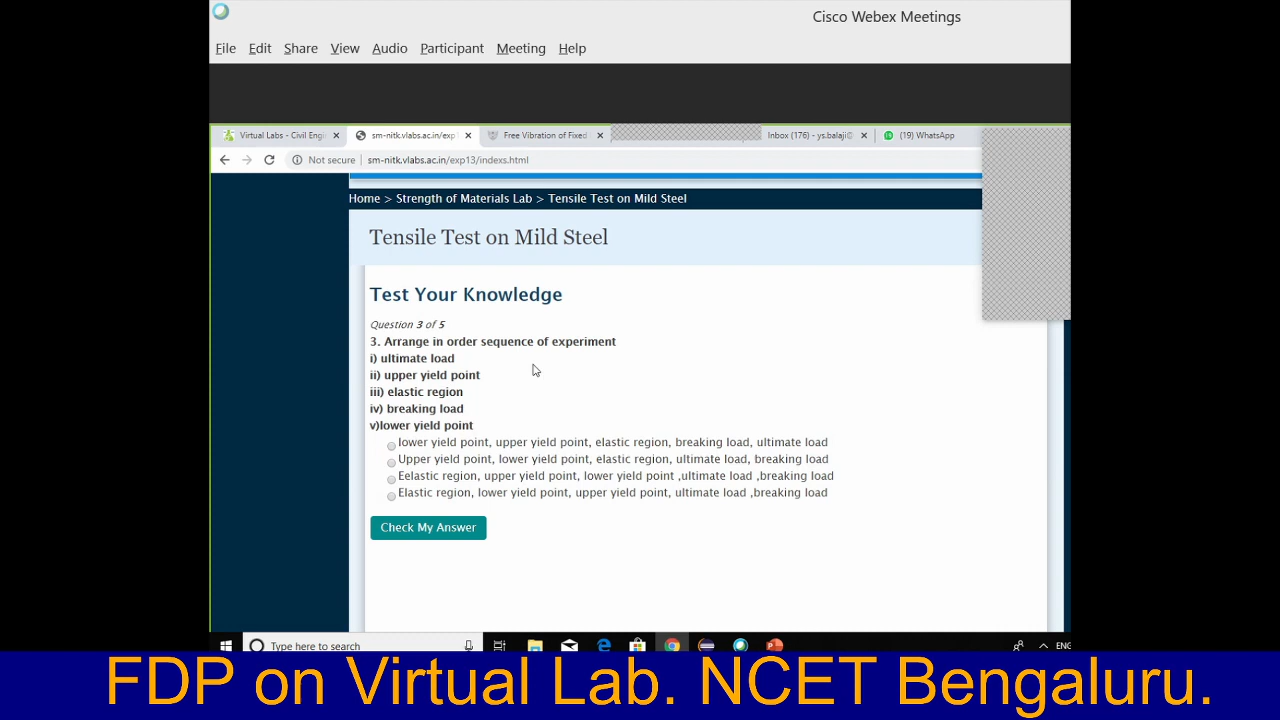 Cisco Webex Meetings
File Edit Share View Audio Participant Meeting Help
Virtual Labs - Civil Engi sm-nitk.vlabs.ac.in/exp1 Free Vibration of Fixed Inbox (176) - ys.balaji© (19) WhatsApp
Not secure sm-nitk.vlabs.ac.in/exp13/indexs.html
Home > Strength of Materials Lab > Tensile Test on Mild Steel
Tensile Test on Mild Steel
Test Your Knowledge
Question 3 of 5
3. Arrange in order sequence of experiment
i) ultimate load
ii) upper yield point
iii) elastic region
iv) breaking load
v)lower yield point
lower yield point, upper yield point, elastic region, breaking load, ultimate load
Upper yield point, lower yield point, elastic region, ultimate load, breaking load
Eelastic region, upper yield point, lower yield point ,ultimate load ,breaking load
Elastic region, lower yield point, upper yield point, ultimate load ,breaking load
Check My Answer
Type here to search ENG
FDP on Virtual Lab. NCET Bengaluru.